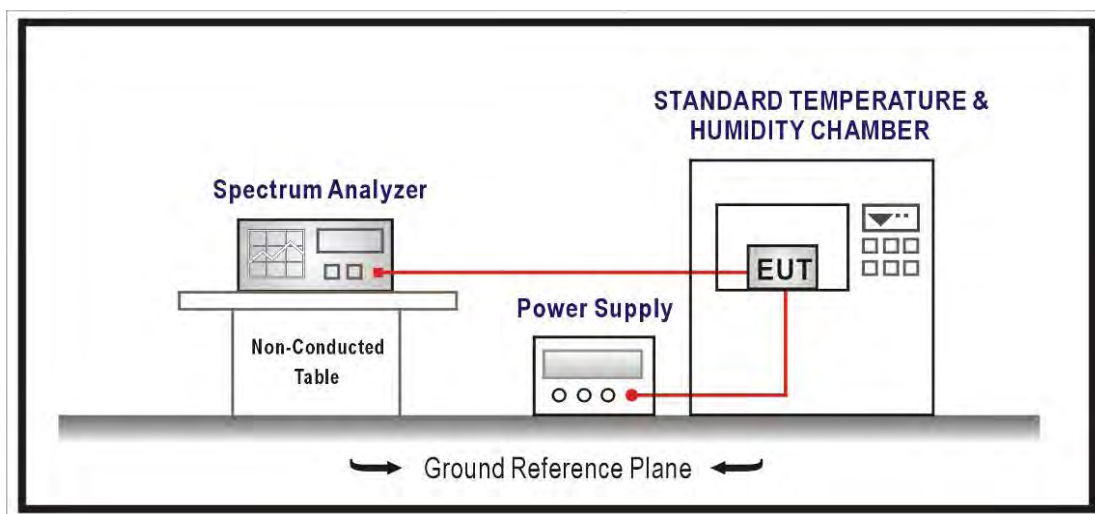 STANDARD TEMPERATURE &
HUMIDITY CHAMBER
Spectrum Analyzer
EUT
Power Supply
Non-Conducted
Table
Ground Reference Plane